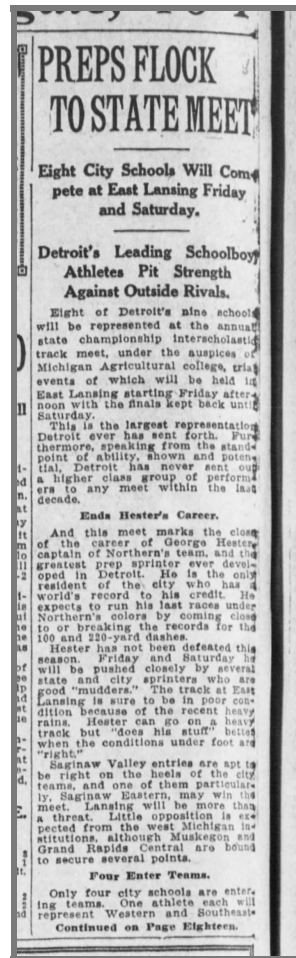 PREPS FLOCK
TO STATE MEET
Eight City Schools Will Com-
pete at East Lansing Friday
and Saturday.
Detroit's Leading Schoolboy
Athletes Pit Strength
Against Outside Rivals.
Eight of Detroit's nine schools
will be represented at the annual
state championship interscholastic
track meet, under the auspices of
Michigan Agricultural college, trial
events of which will be held in
East Lansing starting Friday after-
noon with the finals kept back until
Saturday.
This is the largest representation
Detroit ever has sent forth. Fur-
thermore, speaking from the stand-
point of ability, shown and poten-
tial, Detroit has never sent out
a higher class group of perform-
ers to any meet within the last
decade.
Ends Hester's Career.
And this meet marks the close
of the career of George Hester,
captain of Northern's team, and the
greatest prep sprinter ever devel-
oped in Detroit. He is the only
resident of the city who has a
world's record to his credit. He
expects to run his last races under
Northern's colors by coming close
to or breaking the records for the
100 and 220-yard dashes.
Hester has not been defeated this
season. Friday and Saturday he
will be pushed closely by several
state and city sprinters who are
good "mudders." The track at East
Lansing is sure to be in poor con-
dition because of the recent heavy
rains. Hester can go on a heavy
track but "does his stuff" better
when the conditions under foot are
"right."
Saginaw Valley entries are apt to
be right on the heels of the city
teams, and one of them particular-
ly, Saginaw Eastern, may win the
meet. Lansing will be more than
a threat. Little opposition is ex-
pected from the west Michigan in-
stitutions, although Muskegon and
Grand Rapids Central are bound
to secure several points.
Four Enter Teams.
Only four city schools are enter-
ing teams. One athlete each will
represent Western and Southeast-
Continued on Page Eighteen.